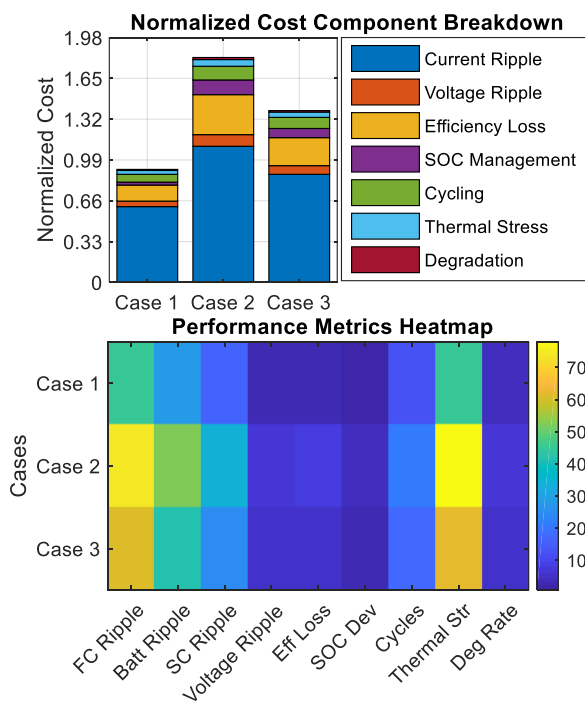 Normalized Cost Component Breakdown
Normalized Cost
1.98
1.65
1.32
0.99
0.66
0.33
0
Case 1
Case 2
Case 3
Current Ripple
Voltage Ripple
Efficiency Loss
SOC Management
Cycling
Thermal Stress
Degradation
Performance Metrics Heatmap
Cases
Case 1
Case 2
Case 3
FC Ripple
Batt Ripple
SC Ripple
Voltage Ripple
Eff Loss
SOC Dev
Cycles
Thermal Str
Deg Rate
70
60
50
40
30
20
10